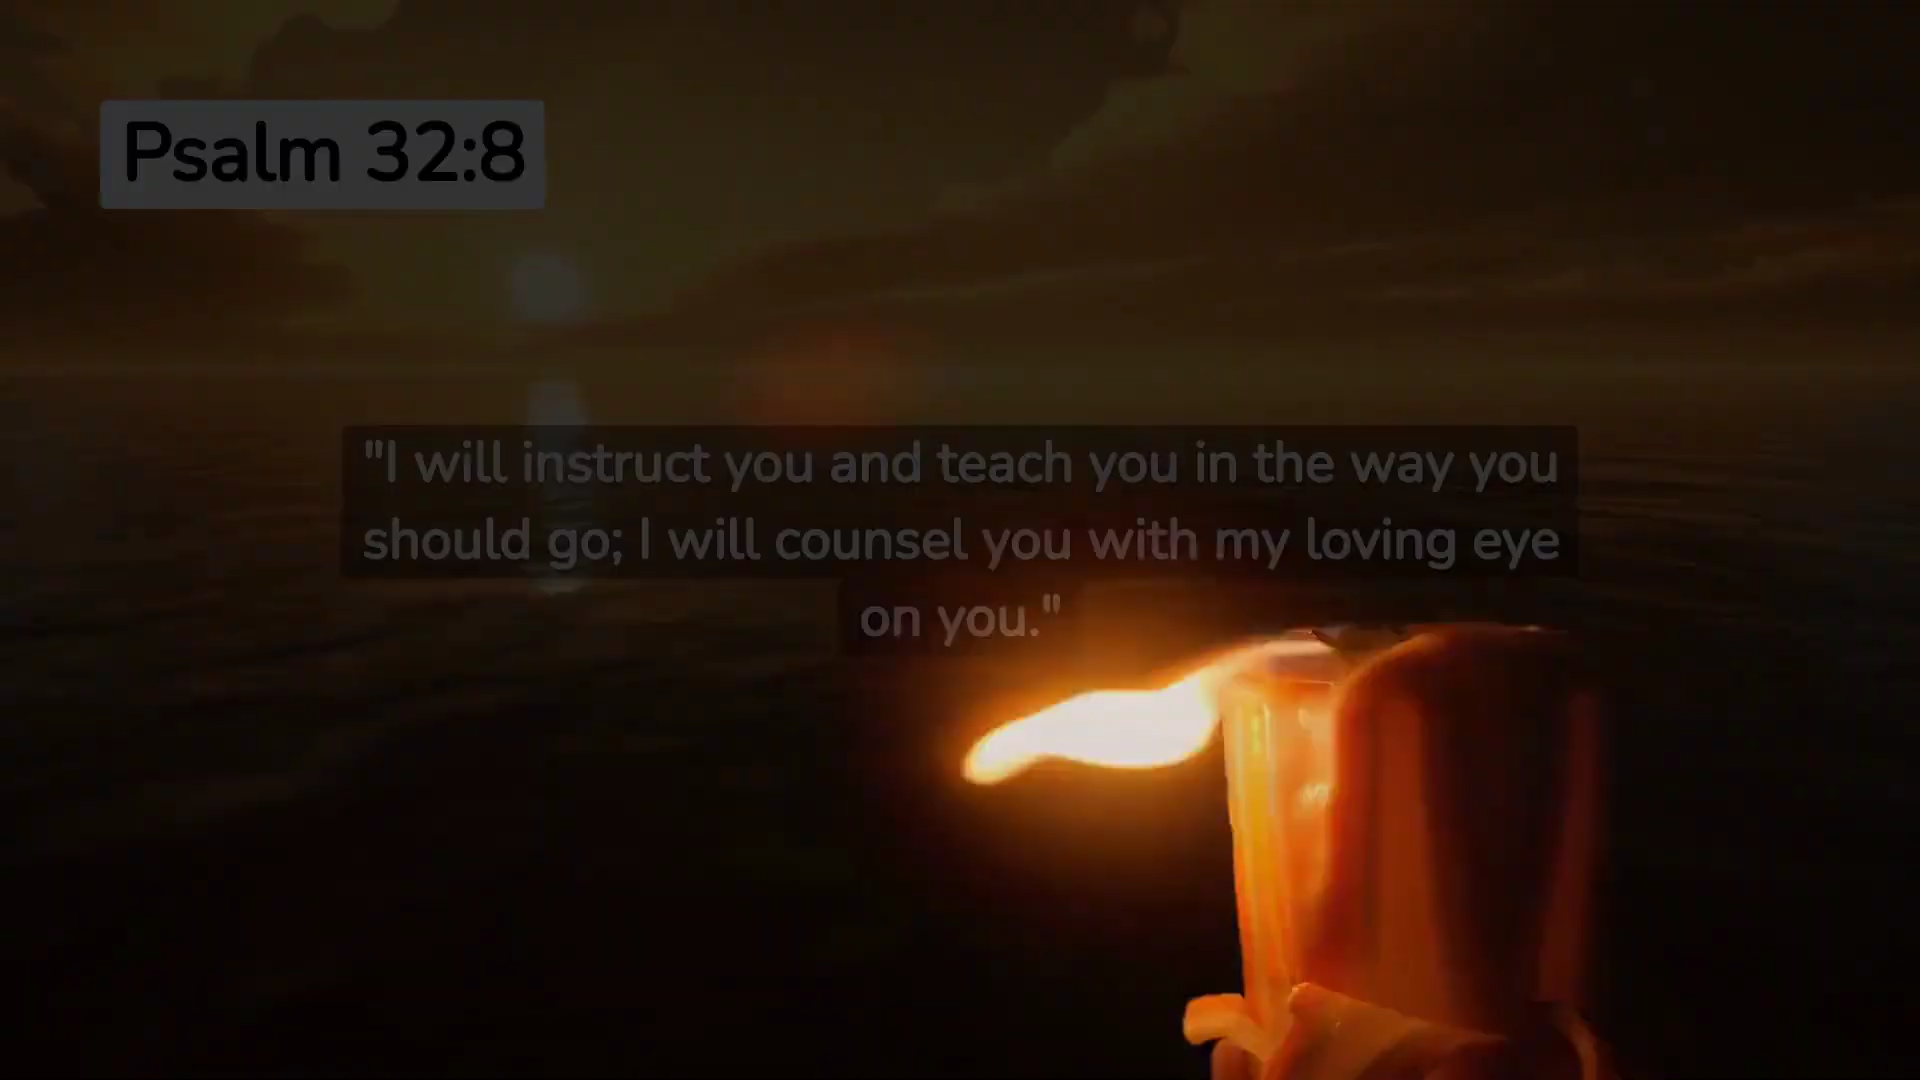 Psalm 32:8
"I will instruct you and teach you in the way you
should go; I will counsel you with my loving eye
on you."